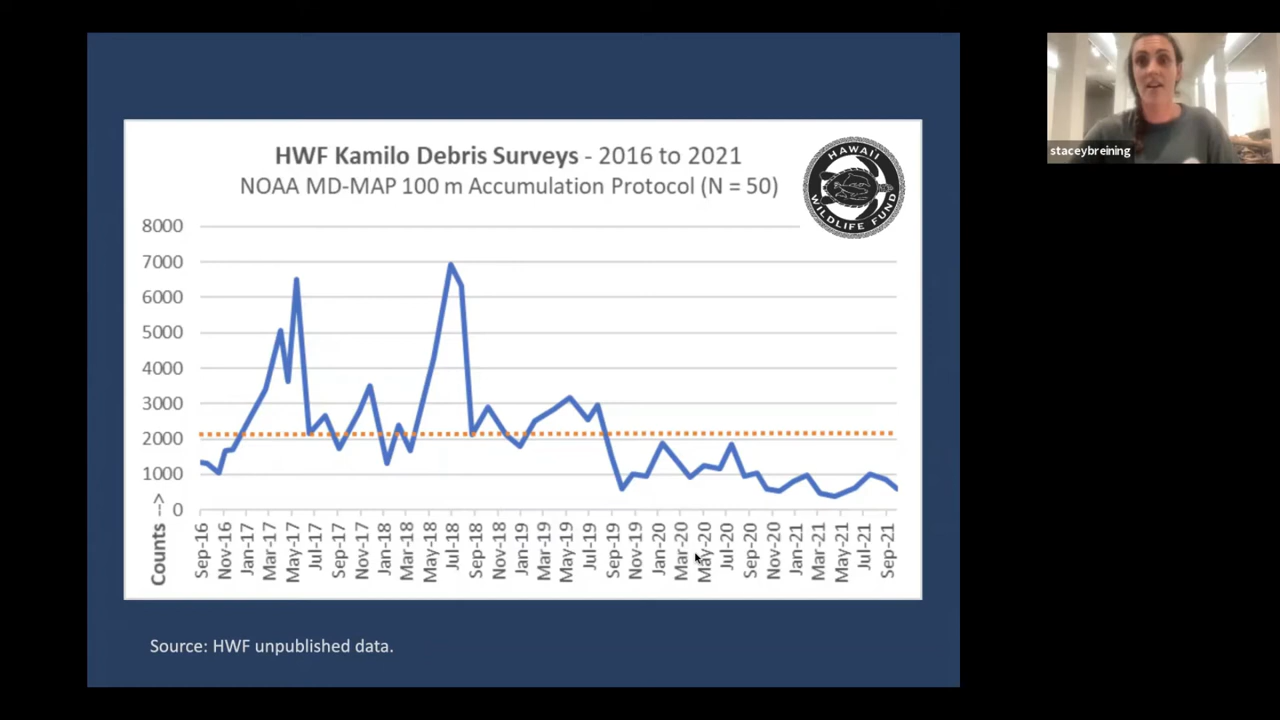 HWF Kamilo Debris Surveys - 2016 to 2021
NOAA MD-MAP 100 m Accumulation Protocol (N = 50)
HAWAII
WILDLIFE FUND
8000
7000
6000
5000
4000
3000
2000
1000
0
Counts -->
Sep-16
Nov-16
Jan-17
Mar-17
May-17
Jul-17
Sep-17
Nov-17
Jan-18
Mar-18
May-18
Jul-18
Sep-18
Nov-18
Jan-19
Mar-19
May-19
Jul-19
Sep-19
Nov-19
Jan-20
Mar-20
May-20
Jul-20
Sep-20
Nov-20
Jan-21
Mar-21
May-21
Jul-21
Sep-21
Source: HWF unpublished data.
staceybreining